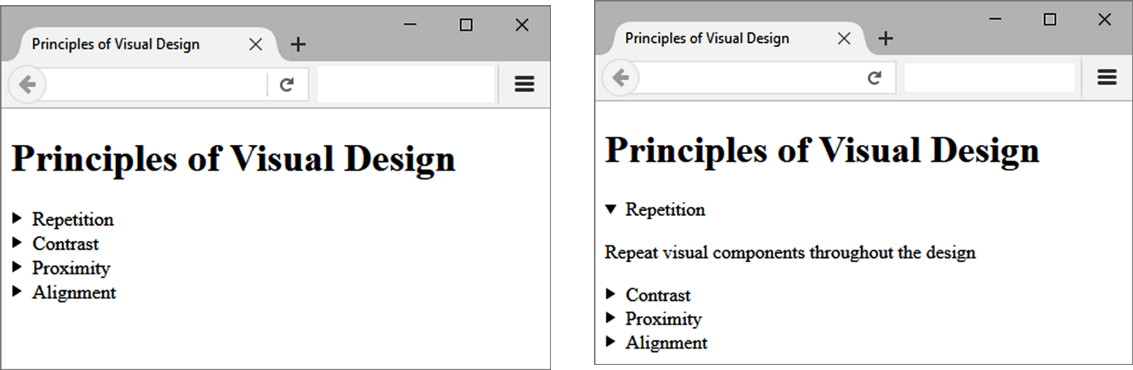 Principles of Visual Design
Principles of Visual Design
Repetition
Contrast
Proximity
Alignment
Principles of Visual Design
Principles of Visual Design
Repetition
Repeat visual components throughout the design
Contrast
Proximity
Alignment